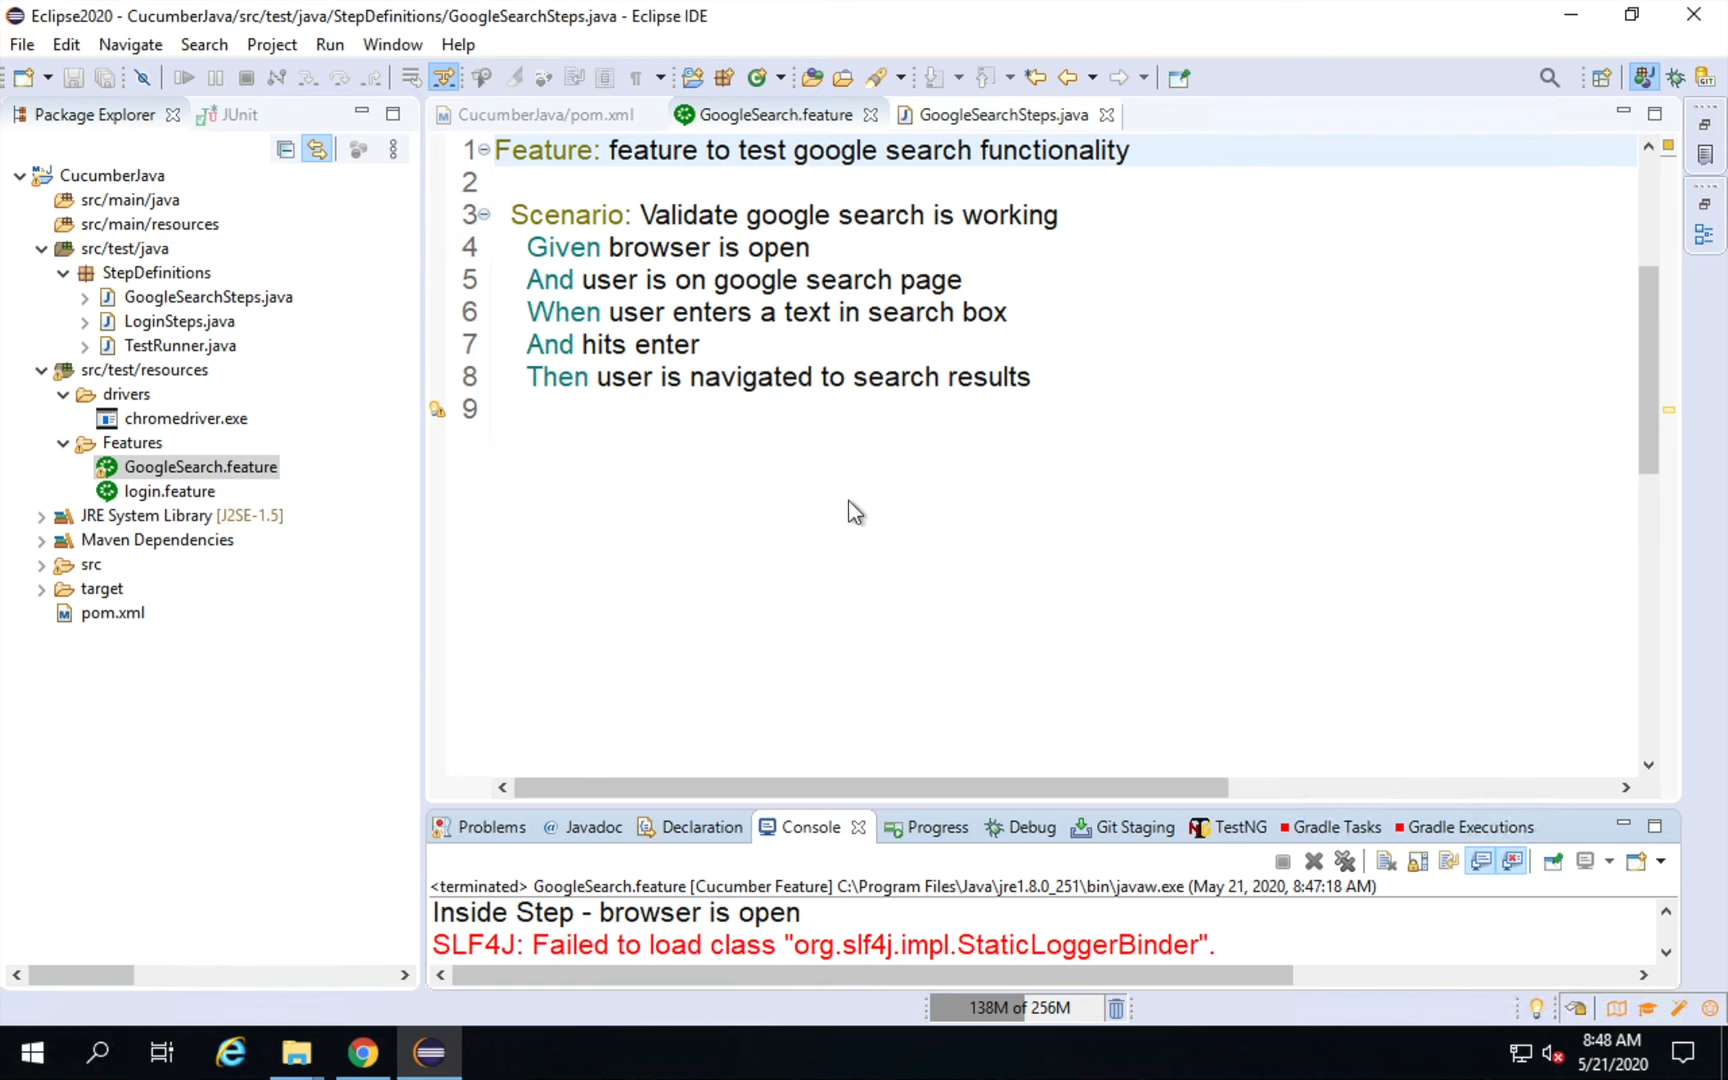 Eclipse2020 - CucumberJava/src/test/java/StepDefinitions/GoogleSearchSteps.java - Eclipse IDE
File Edit Navigate Search Project Run Window Help
Package Explorer JUnit
CucumberJava
src/main/java
src/main/resources
src/test/java
StepDefinitions
GoogleSearchSteps.java
LoginSteps.java
TestRunner.java
src/test/resources
drivers
chromedriver.exe
Features
GoogleSearch.feature
login.feature
JRE System Library [J2SE-1.5]
Maven Dependencies
src
target
pom.xml
CucumberJava/pom.xml GoogleSearch.feature GoogleSearchSteps.java
1 Feature: feature to test google search functionality
2
3 Scenario: Validate google search is working
4 Given browser is open
5 And user is on google search page
6 When user enters a text in search box
7 And hits enter
8 Then user is navigated to search results
9
Problems @ Javadoc Declaration Console Progress Debug Git Staging TestNG Gradle Tasks Gradle Executions
<terminated> GoogleSearch.feature [Cucumber Feature] C:\Program Files\Java\jre1.8.0_251\bin\javaw.exe (May 21, 2020, 8:47:18 AM)
Inside Step - browser is open
SLF4J: Failed to load class "org.slf4j.impl.StaticLoggerBinder".
138M of 256M
8:48 AM
5/21/2020